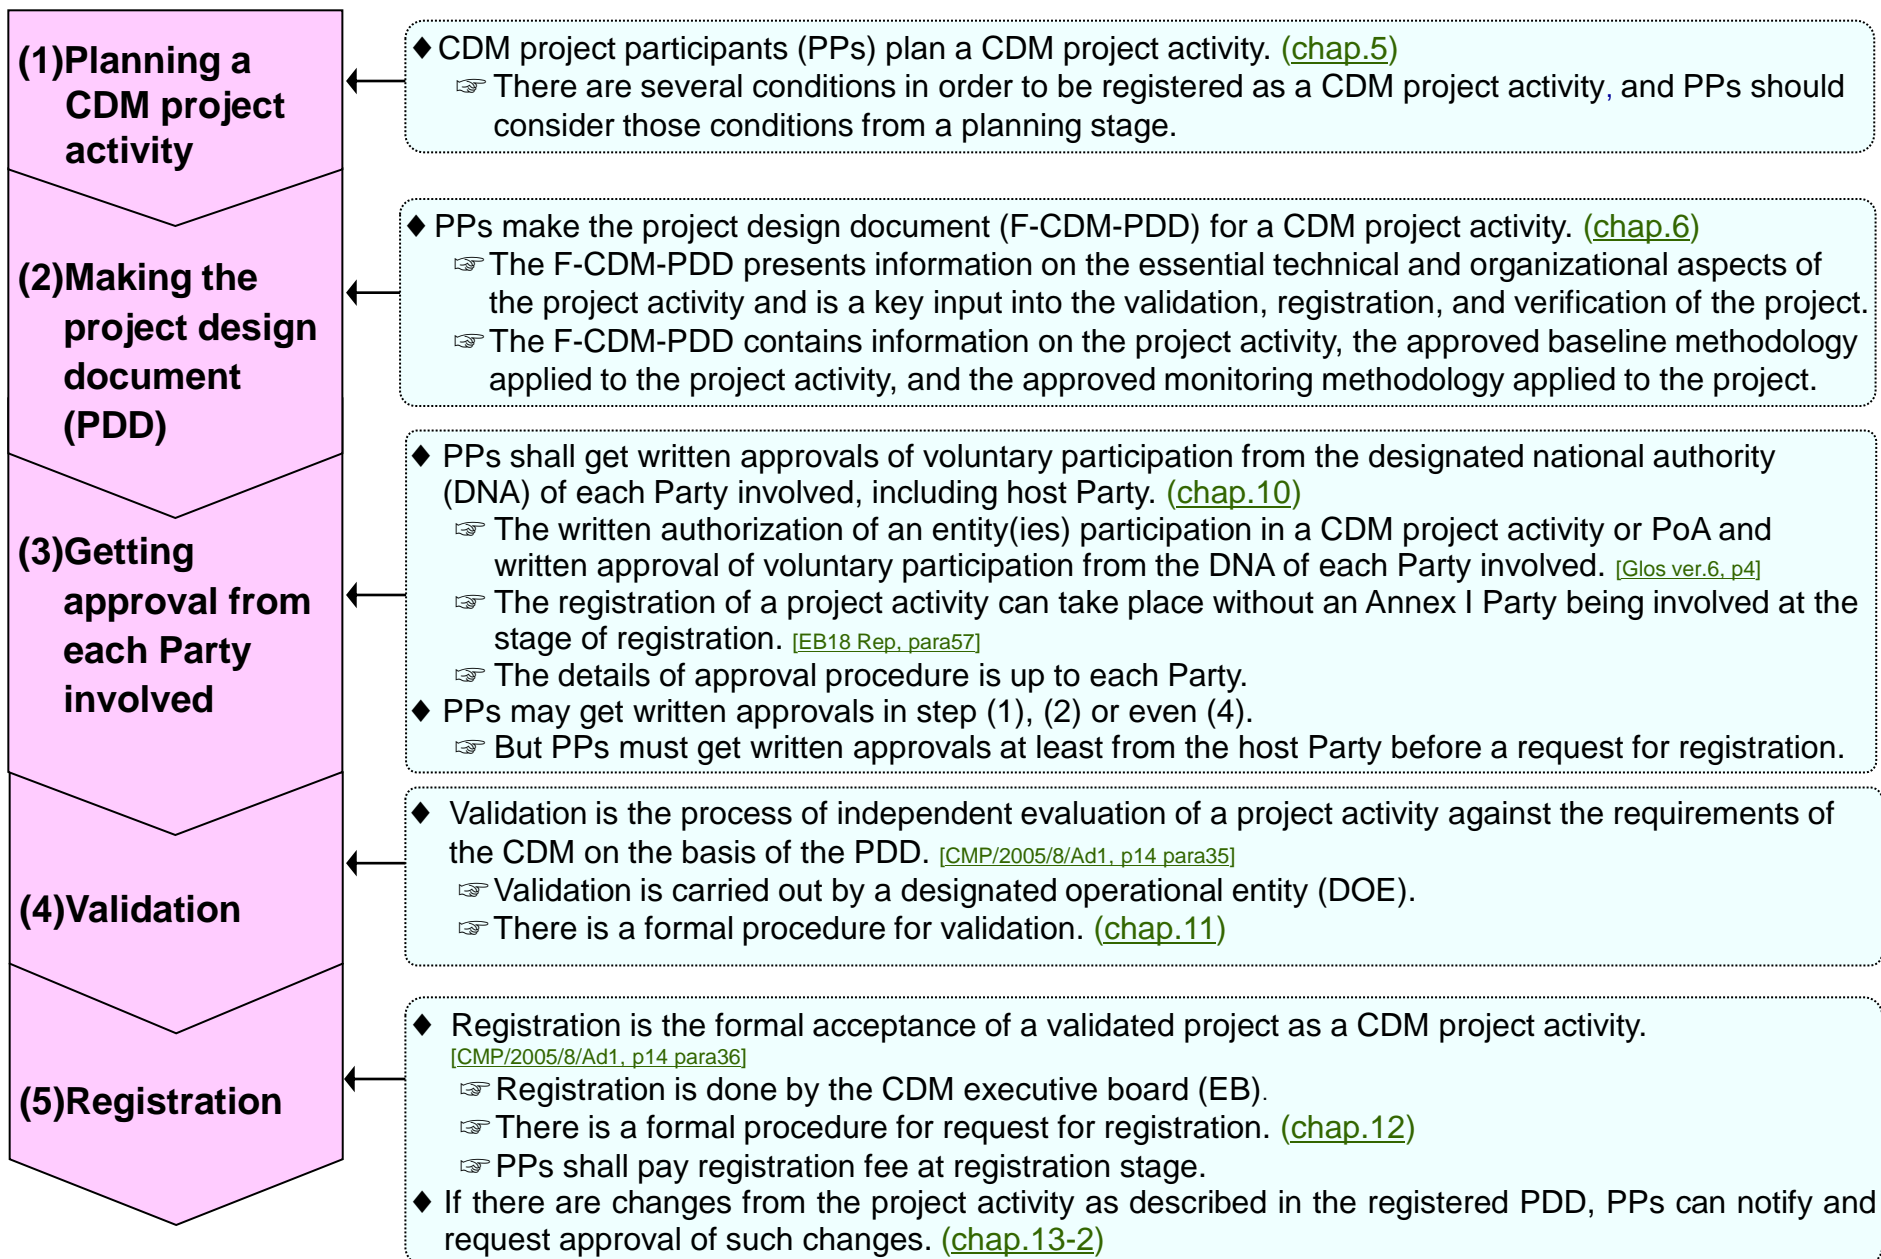 (1)Planning a
CDM project
activity
♦ CDM project participants (PPs) plan a CDM project activity. (chap.5)
☞ There are several conditions in order to be registered as a CDM project activity, and PPs should
consider those conditions from a planning stage.
(2)Making the
project design
document
(PDD)
♦ PPs make the project design document (F-CDM-PDD) for a CDM project activity. (chap.6)
☞ The F-CDM-PDD presents information on the essential technical and organizational aspects of
the project activity and is a key input into the validation, registration, and verification of the project.
☞ The F-CDM-PDD contains information on the project activity, the approved baseline methodology
applied to the project activity, and the approved monitoring methodology applied to the project.
(3)Getting
approval from
each Party
involved
♦ PPs shall get written approvals of voluntary participation from the designated national authority
(DNA) of each Party involved, including host Party. (chap.10)
☞ The written authorization of an entity(ies) participation in a CDM project activity or PoA and
written approval of voluntary participation from the DNA of each Party involved. [Glos ver.6, p4]
☞ The registration of a project activity can take place without an Annex I Party being involved at the
stage of registration. [EB18 Rep, para57]
☞ The details of approval procedure is up to each Party.
♦ PPs may get written approvals in step (1), (2) or even (4).
☞ But PPs must get written approvals at least from the host Party before a request for registration.
(4)Validation
♦ Validation is the process of independent evaluation of a project activity against the requirements of
the CDM on the basis of the PDD. [CMP/2005/8/Ad1, p14 para35]
☞ Validation is carried out by a designated operational entity (DOE).
☞ There is a formal procedure for validation. (chap.11)
(5)Registration
♦ Registration is the formal acceptance of a validated project as a CDM project activity.
[CMP/2005/8/Ad1, p14 para36]
☞ Registration is done by the CDM executive board (EB).
☞ There is a formal procedure for request for registration. (chap.12)
☞ PPs shall pay registration fee at registration stage.
♦ If there are changes from the project activity as described in the registered PDD, PPs can notify and
request approval of such changes. (chap.13-2)